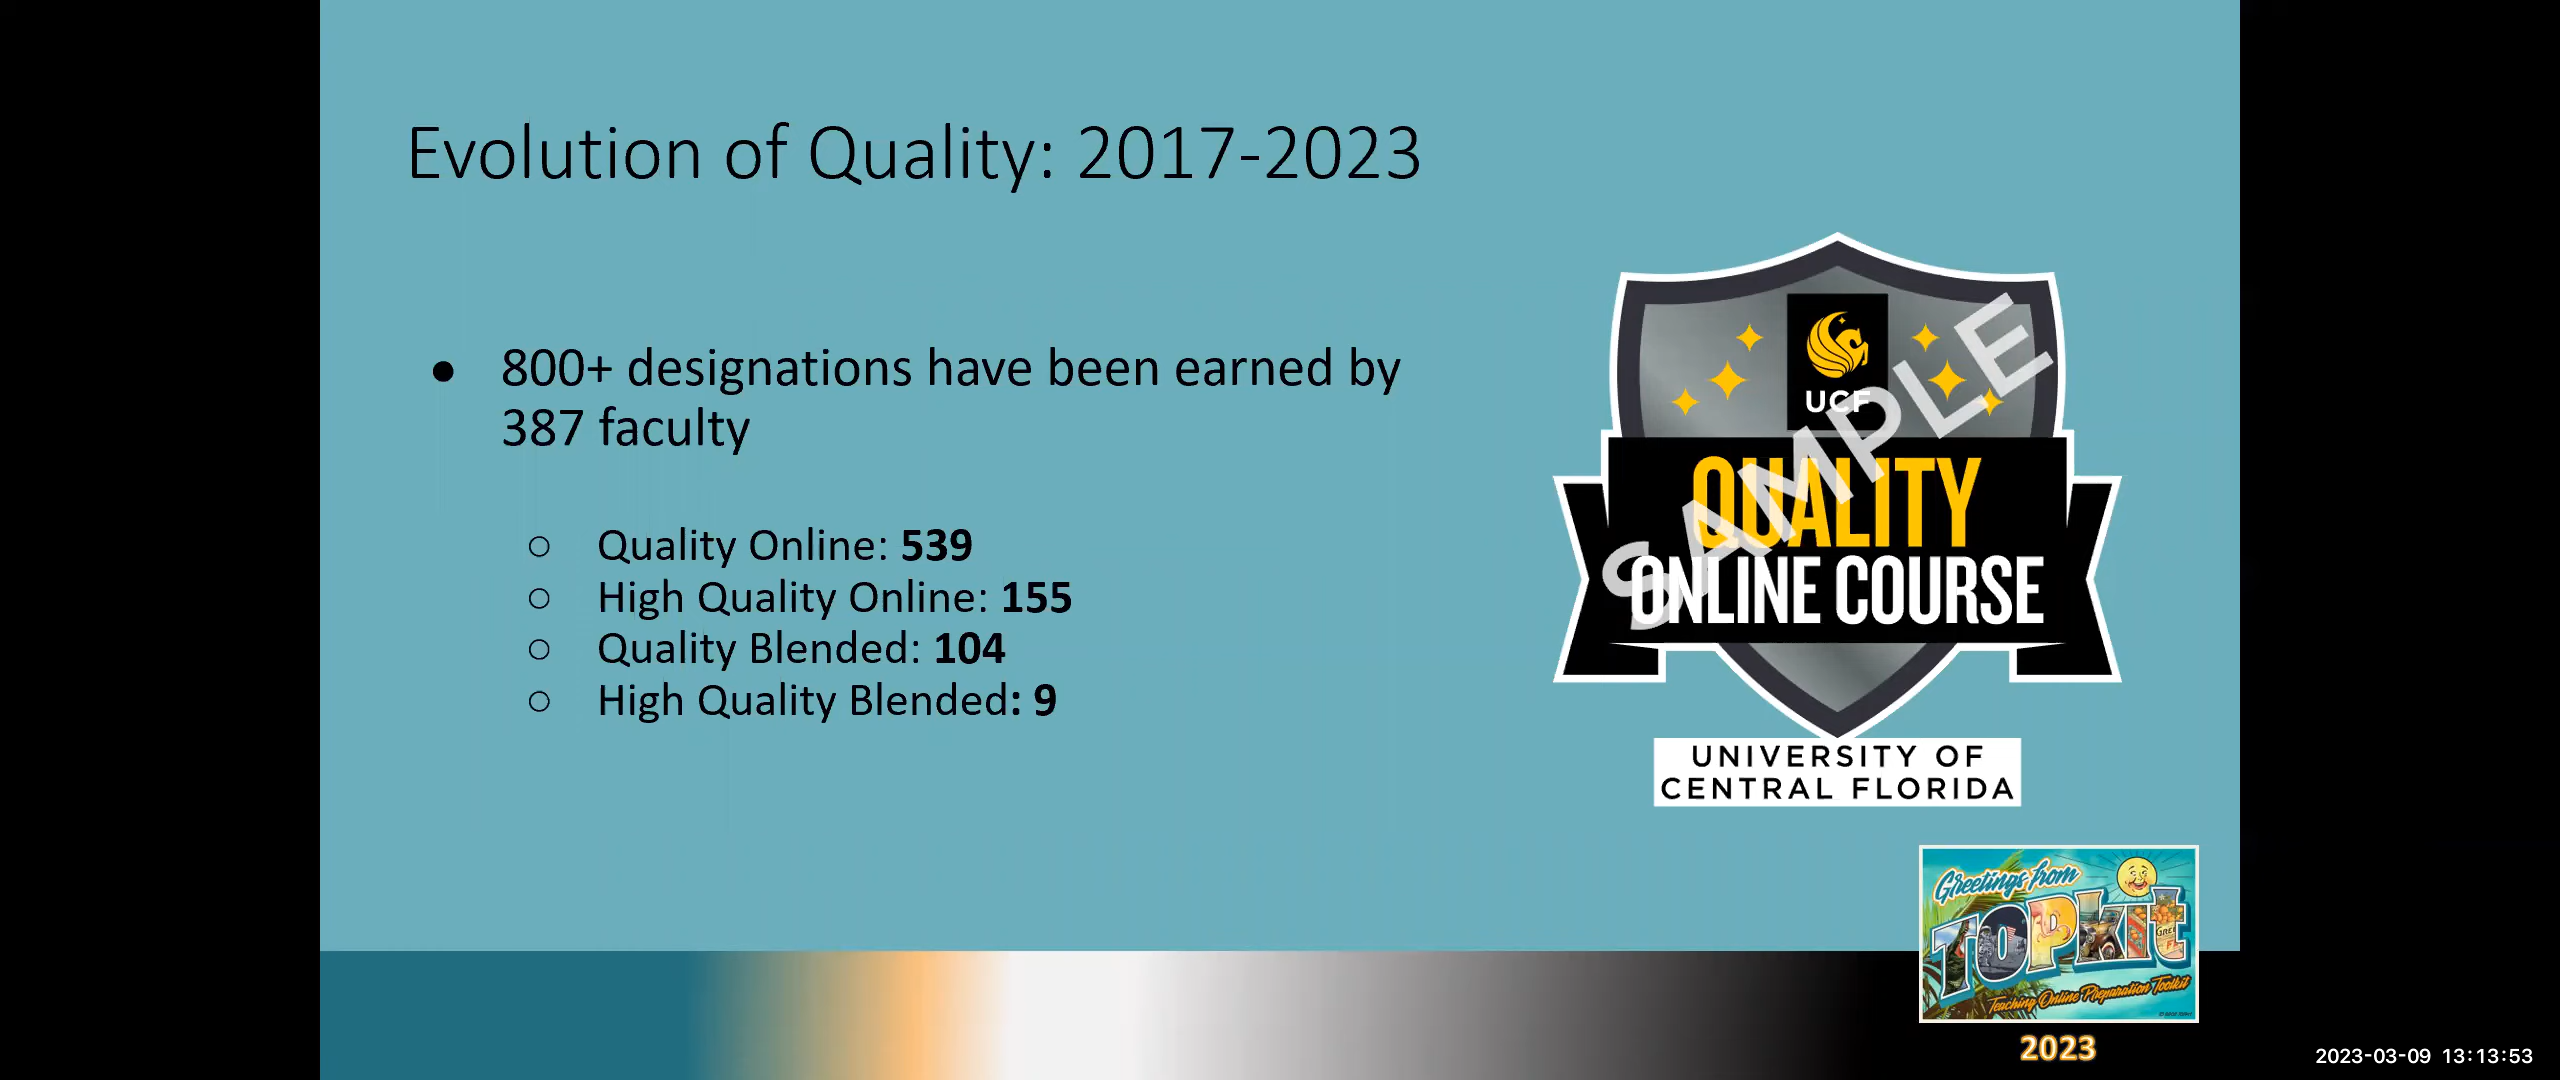 Evolution of Quality: 2017-2023
● 800+ designations have been earned by
387 faculty
○ Quality Online: 539
○ High Quality Online: 155
○ Quality Blended: 104
○ High Quality Blended: 9
UCF
QUALITY
ONLINE COURSE
SAMPLE
UNIVERSITY OF
CENTRAL FLORIDA
Greetings from
TOPkit
Teaching Online Preparation Toolkit
2023
2023-03-09 13:13:53